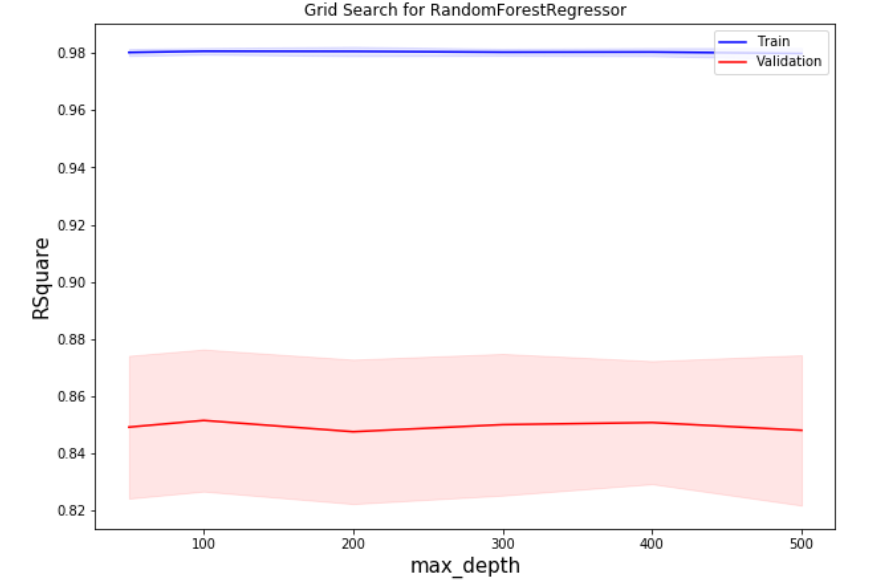 Grid Search for RandomForestRegressor
Train
Validation
RSquare
0.98
0.96
0.94
0.92
0.90
0.88
0.86
0.84
0.82
100 200 300 400 500
max_depth